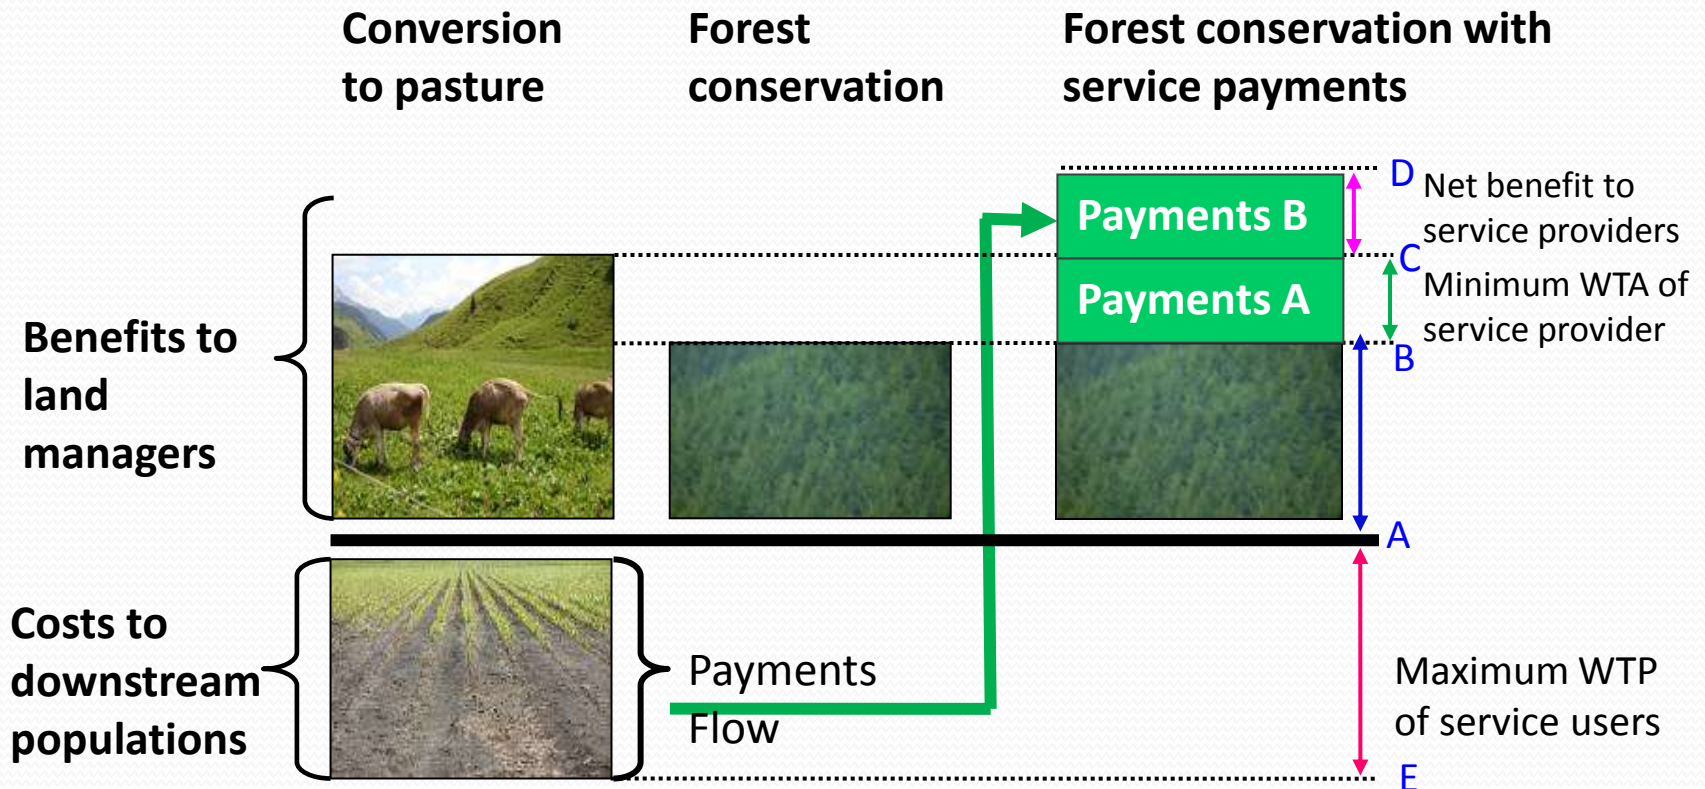 Conversion
to pasture
Forest
conservation
Forest conservation with
service payments
D
Net benefit to
service providers
Payments B
C
Minimum WTA of
service provider
Payments A
B
Benefits to
land
managers
A
Costs to
downstream
populations
Payments
Flow
Maximum WTP
of service users
E